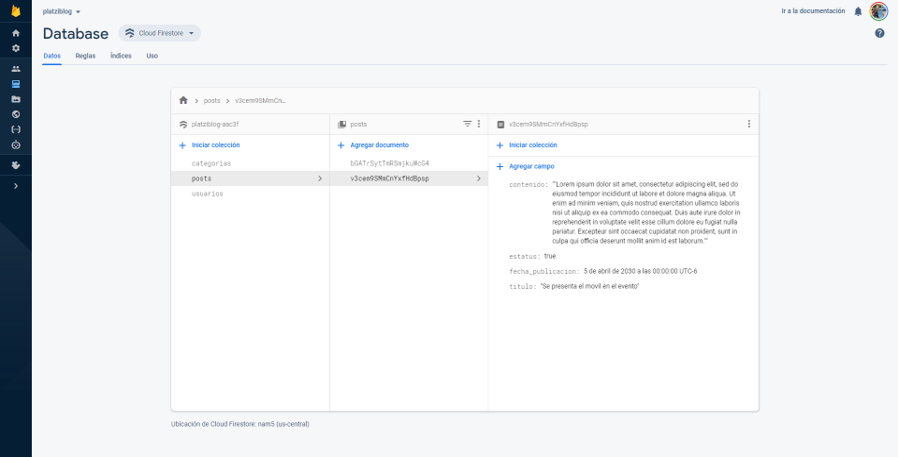 platziblog
Ir a la documentación
Database
Cloud Firestore
Datos
Reglas
Índices
Uso
posts
v3cem9SMmCn...
platziblog-aac3f
posts
v3cem9SMmCnYxfHdBpsp
Iniciar colección
Agregar documento
Iniciar colección
categorias
bGATrSytTmRSmjkuWcG4
Agregar campo
posts
v3cem9SMmCnYxfHdBpsp
usuarios
contenido: "'Lorem ipsum dolor sit amet, consectetur adipiscing elit, sed do
eiusmod tempor incididunt ut labore et dolore magna aliqua. Ut
enim ad minim veniam, quis nostrud exercitation ullamco laboris
nisi ut aliquip ex ea commodo consequat. Duis aute irure dolor in
reprehenderit in voluptate velit esse cillum dolore eu fugiat nulla
pariatur. Excepteur sint occaecat cupidatat non proident, sunt in
culpa qui officia deserunt mollit anim id est laborum.'"
estatus: true
fecha_publicacion: 5 de abril de 2030 a las 00:00:00 UTC-6
titulo: "Se presenta el movil en el evento"
Ubicación de Cloud Firestore: nam5 (us-central)